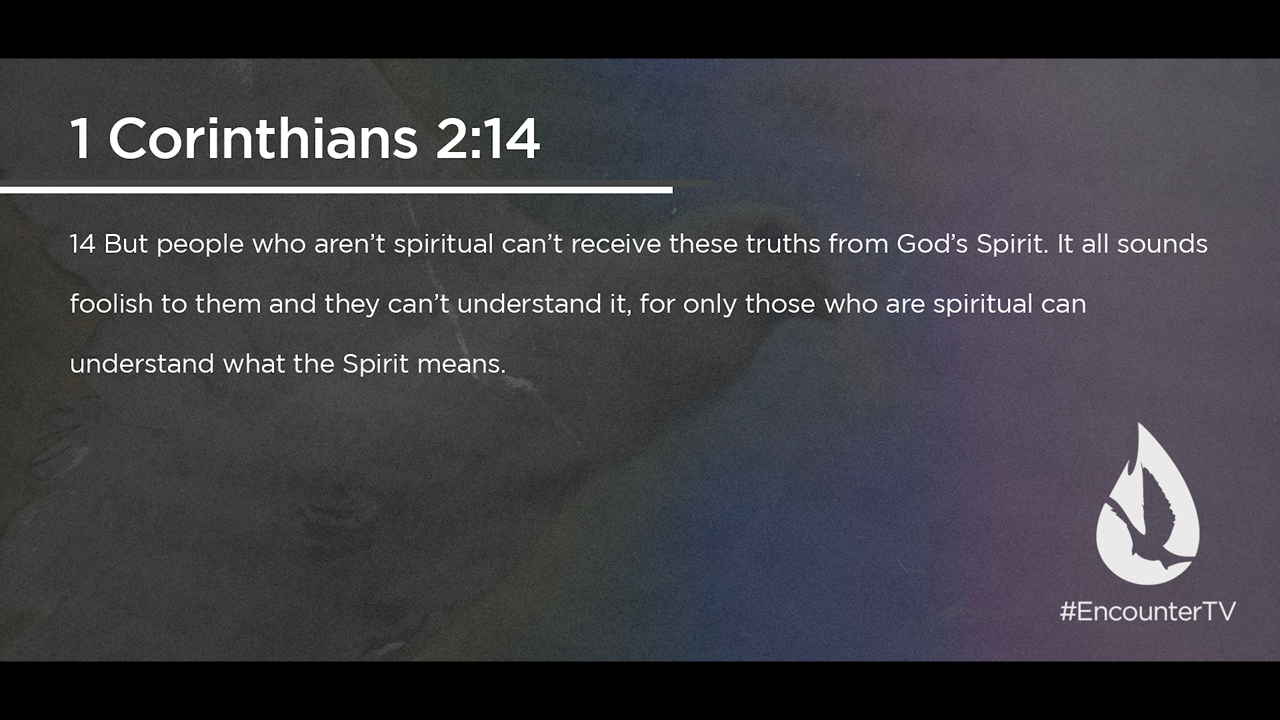 1 Corinthians 2:14
14 But people who aren’t spiritual can’t receive these truths from God’s Spirit. It all sounds
foolish to them and they can’t understand it, for only those who are spiritual can
understand what the Spirit means.
#EncounterTV